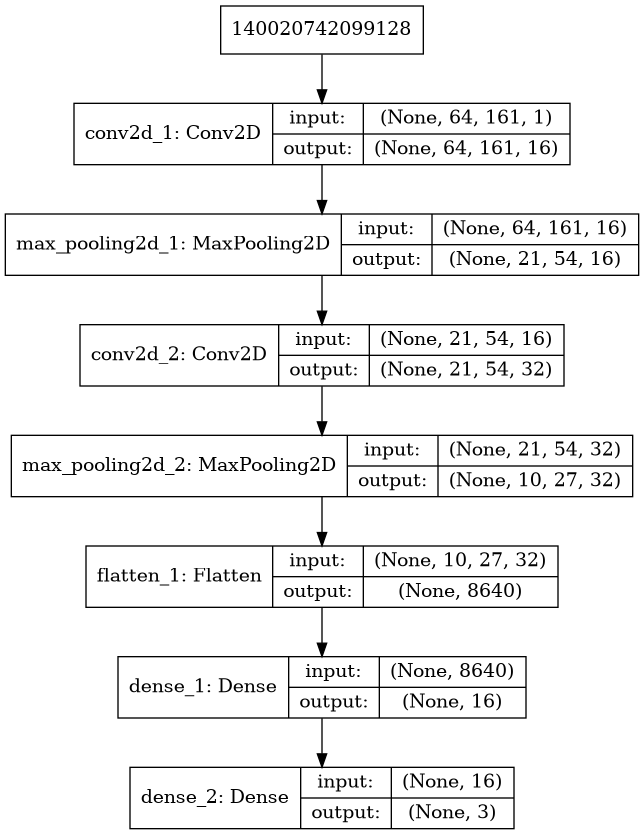 140020742099128
conv2d_1: Conv2D
input:
(None, 64, 161, 1)
output:
(None, 64, 161, 16)
max_pooling2d_1: MaxPooling2D
input:
(None, 64, 161, 16)
output:
(None, 21, 54, 16)
conv2d_2: Conv2D
input:
(None, 21, 54, 16)
output:
(None, 21, 54, 32)
max_pooling2d_2: MaxPooling2D
input:
(None, 21, 54, 32)
output:
(None, 10, 27, 32)
flatten_1: Flatten
input:
(None, 10, 27, 32)
output:
(None, 8640)
dense_1: Dense
input:
(None, 8640)
output:
(None, 16)
dense_2: Dense
input:
(None, 16)
output:
(None, 3)